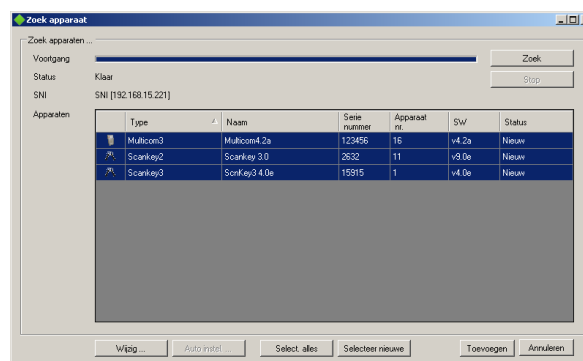 Zoek apparaat
Zoek apparaten ...
Voortgang
Zoek
Status Klaar
Stop
SNI SNI [192.168.15.221]
Apparaten
Type Naam Serie nummer Apparaat nr. SW Status
Multicom3 Multicom4.2a 123456 16 v4.2a Nieuw
Scankey2 Scankey 3.0 2632 11 v9.0e Nieuw
Scankey3 ScnKey3 4.0e 15915 1 v4.0e Nieuw
Wijzig ... Auto instel. ... Select. alles Selecteer nieuwe Toevoegen Annuleren